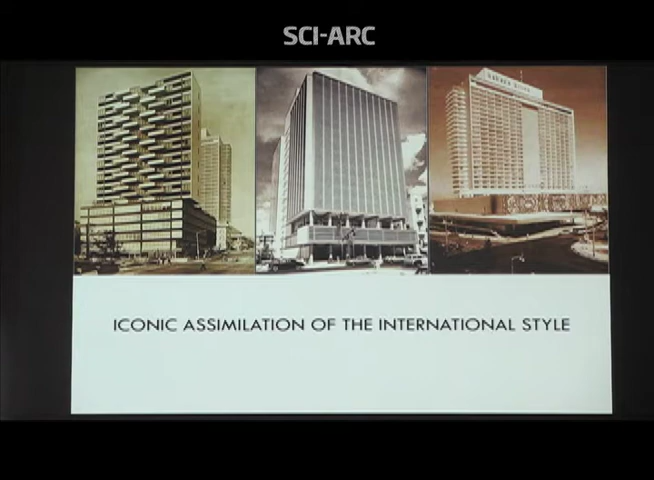 SCI-ARC
ICONIC ASSIMILATION OF THE INTERNATIONAL STYLE